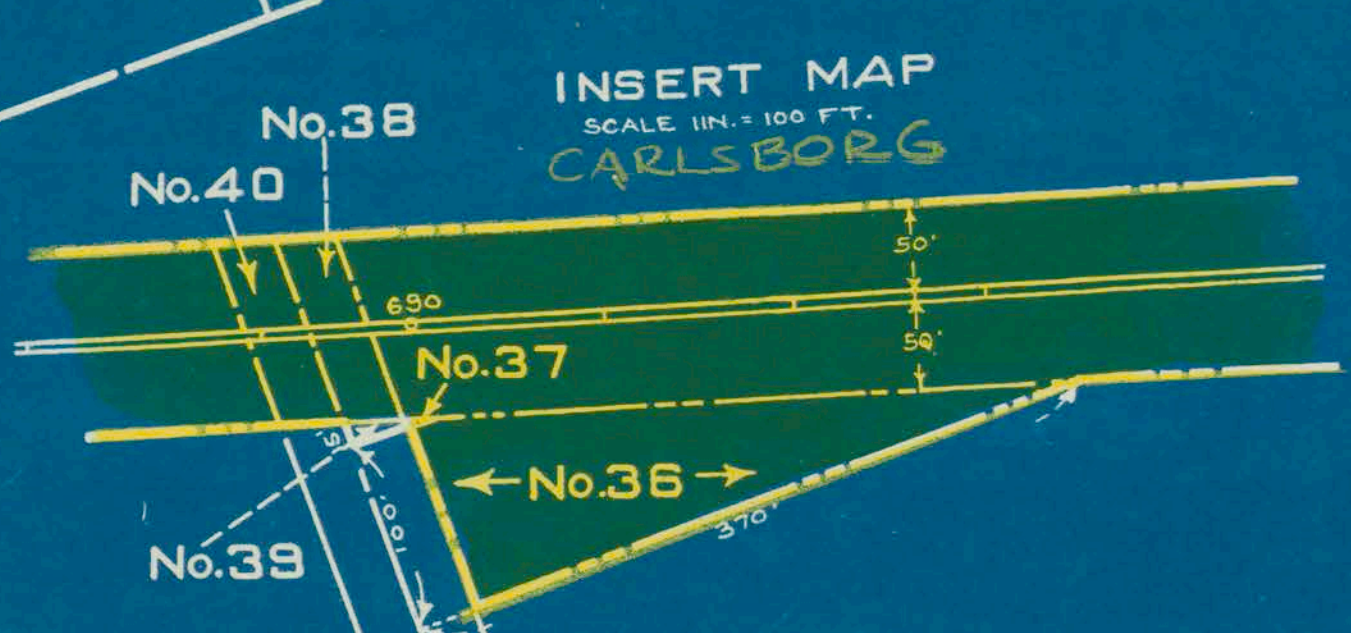 INSERT MAP
SCALE 1IN.= 100 FT.
CARLSBORG
No.38
No.40
50'
690
50'
No.37
5'
No.36
370'
100'
No.39